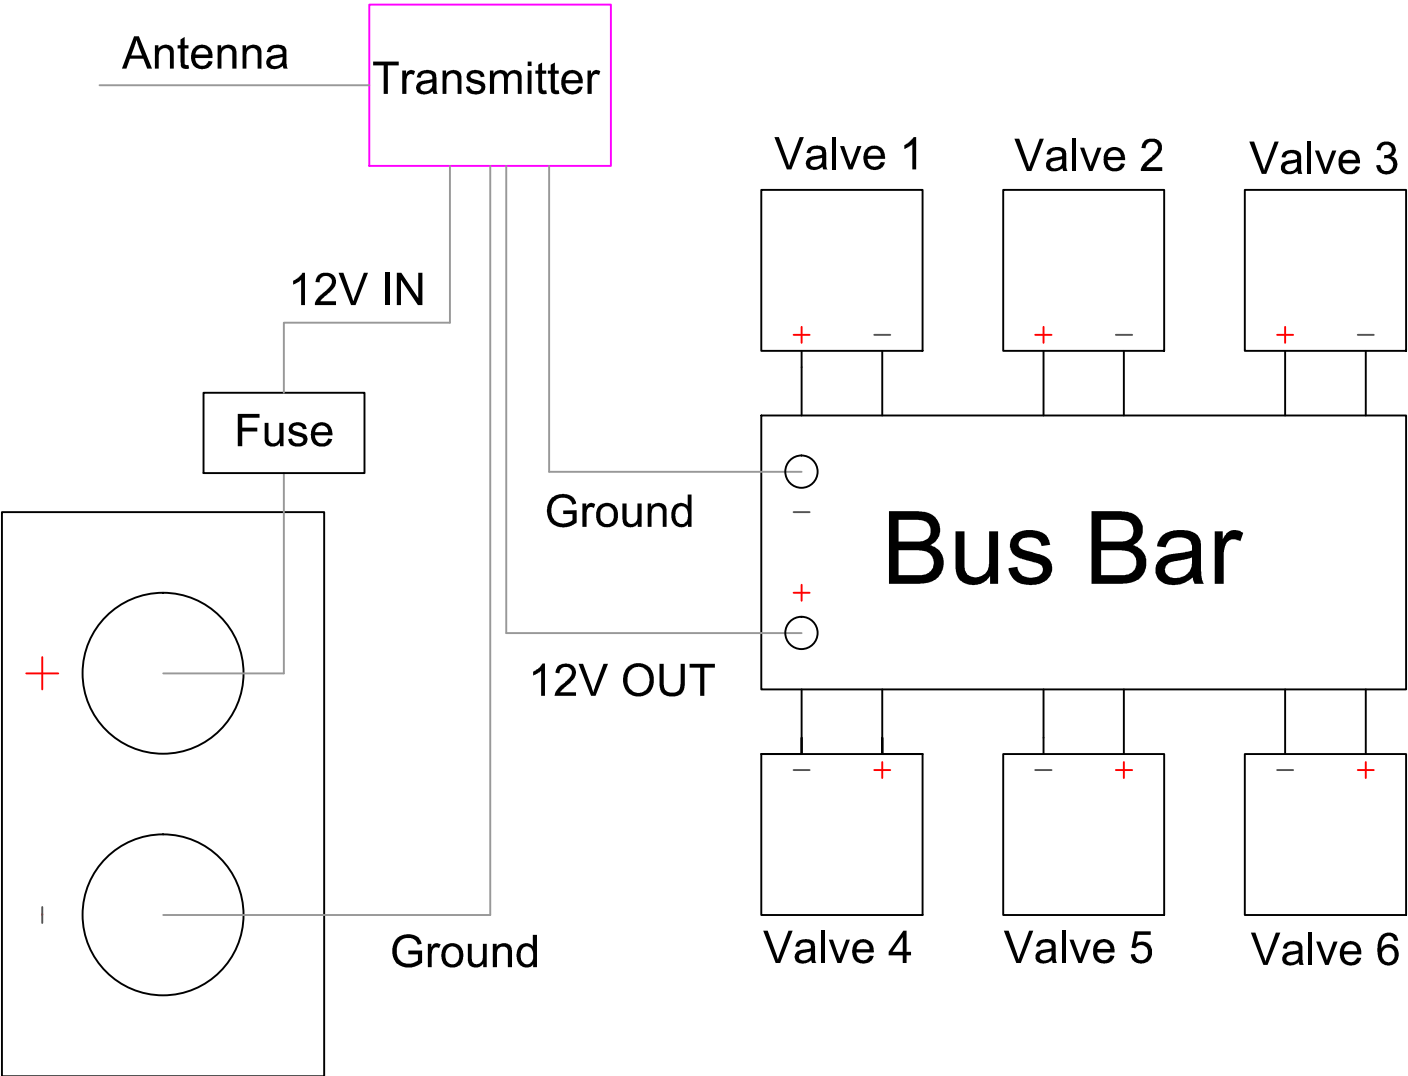 Antenna
Transmitter
Valve 1
Valve 2
Valve 3
12V IN
+ −
+ −
+ −
Fuse
Ground
−
Bus Bar
+
12V OUT
+
− +
− +
− +
-
Ground
Valve 4
Valve 5
Valve 6